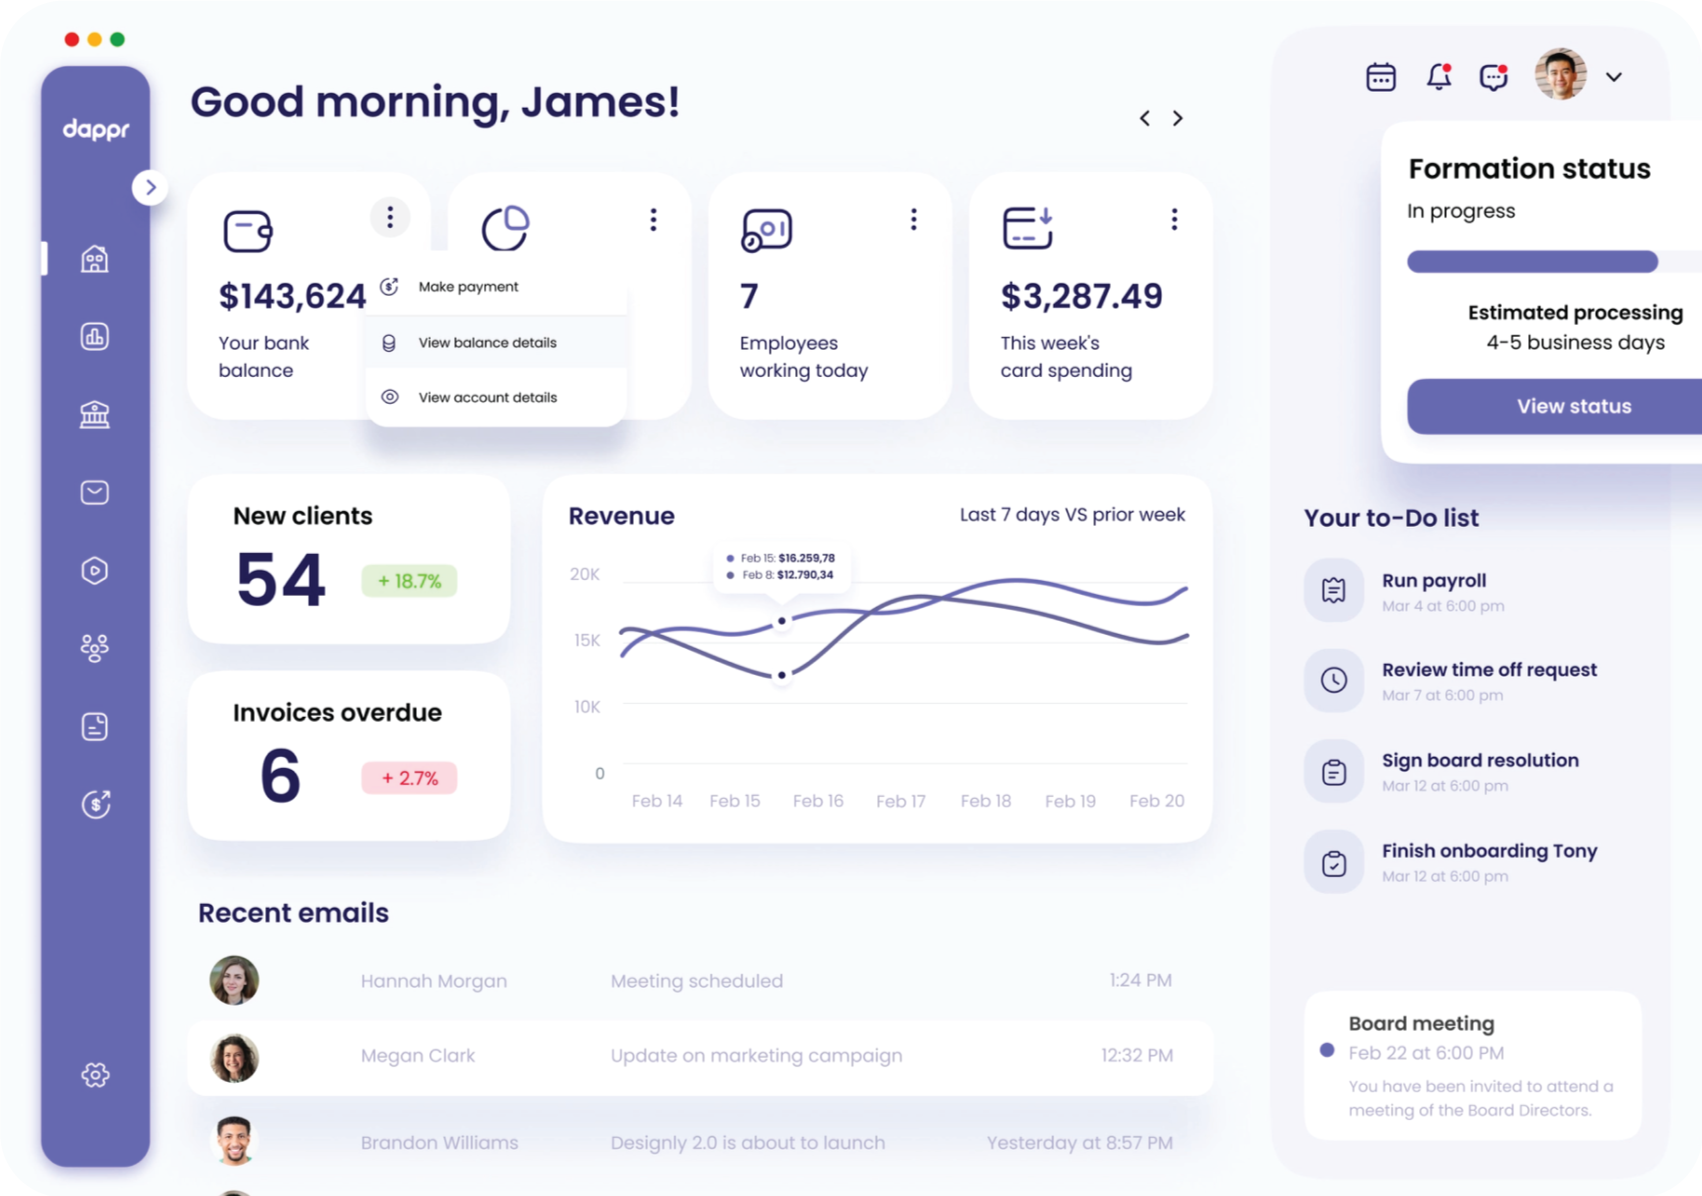 dappr
Good morning, James!
$143,624
Your bank
balance
Make payment
View balance details
View account details
7
Employees
working today
$3,287.49
This week's
card spending
Formation status
In progress
Estimated processing
4-5 business days
View status
New clients
54
+ 18.7%
Invoices overdue
6
+ 2.7%
Revenue
Last 7 days VS prior week
Feb 15: $16.259,78
Feb 8: $12.790,34
20K
15K
10K
0
Feb 14 Feb 15 Feb 16 Feb 17 Feb 18 Feb 19 Feb 20
Your to-Do list
Run payroll
Mar 4 at 6:00 pm
Review time off request
Mar 7 at 6:00 pm
Sign board resolution
Mar 12 at 6:00 pm
Finish onboarding Tony
Mar 12 at 6:00 pm
Recent emails
Hannah Morgan Meeting scheduled 1:24 PM
Megan Clark Update on marketing campaign 12:32 PM
Brandon Williams Designly 2.0 is about to launch Yesterday at 8:57 PM
Board meeting
Feb 22 at 6:00 PM
You have been invited to attend a
meeting of the Board Directors.